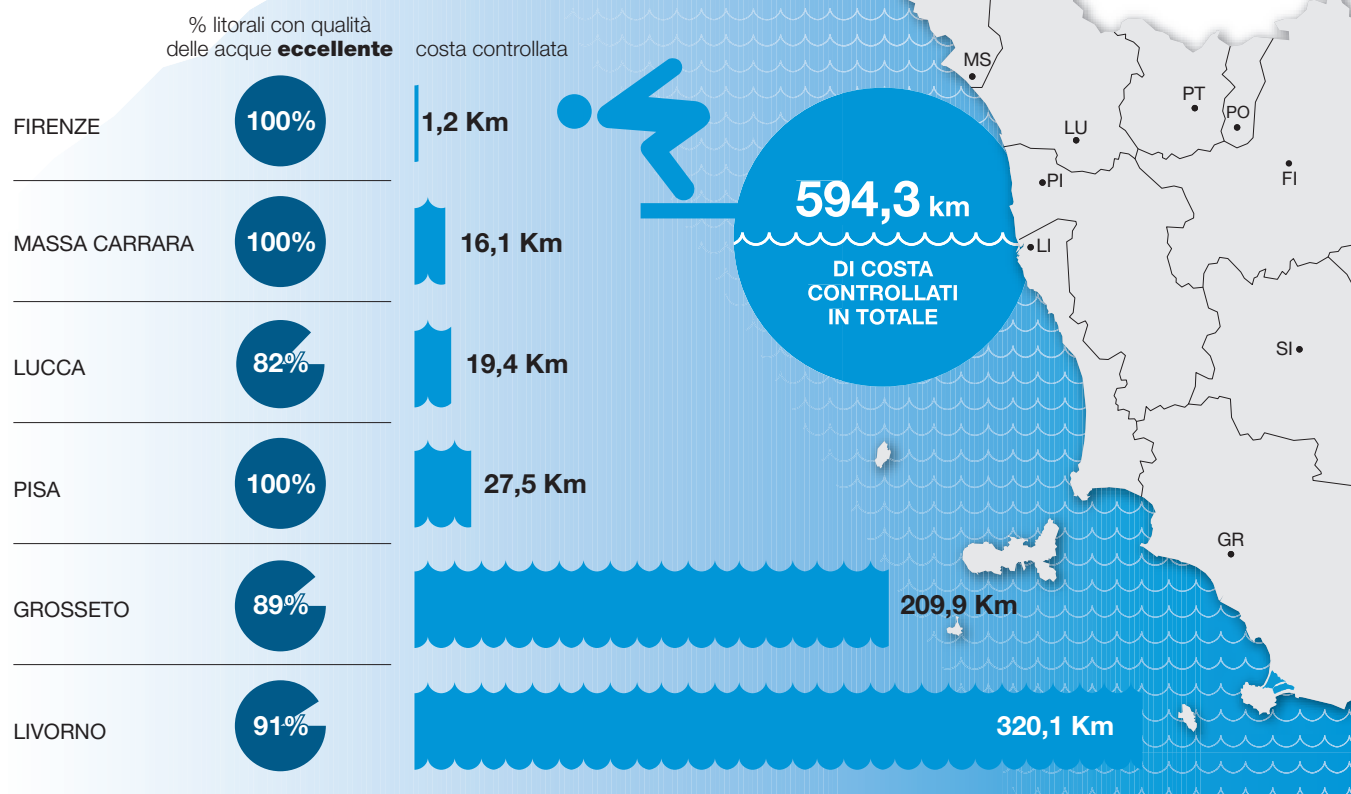 % litorali con qualità
delle acque eccellente
costa controllata
FIRENZE
100%
1,2 Km
MASSA CARRARA
100%
16,1 Km
LUCCA
82%
19,4 Km
PISA
100%
27,5 Km
GROSSETO
89%
209,9 Km
LIVORNO
91%
320,1 Km
594,3 km
DI COSTA
CONTROLLATI
IN TOTALE
MS
PT
PO
LU
FI
PI
LI
SI
GR